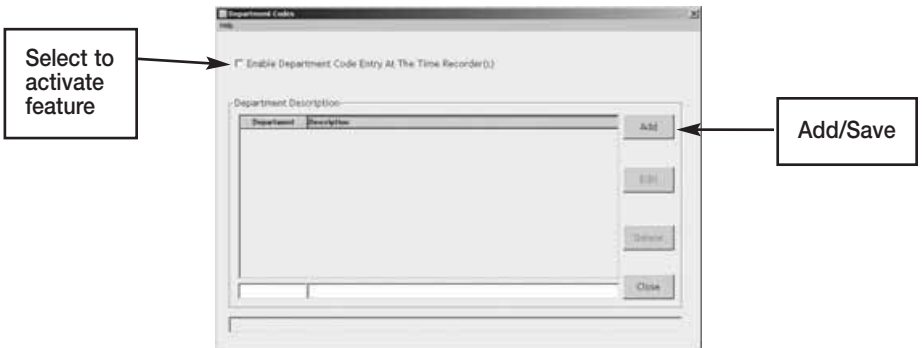 Department Codes
Help
Select to
activate
feature
Enable Department Code Entry At The Time Recorder(s)
Department Description
Department Description
Add
Add/Save
Edit
Delete
Close